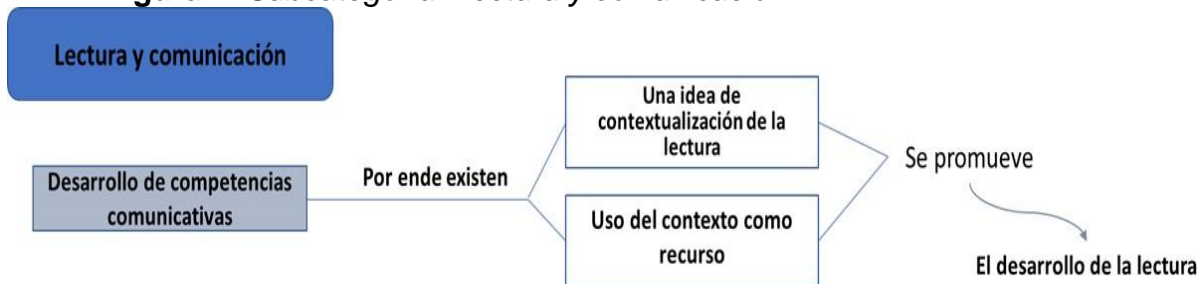 Lectura y comunicación
Desarrollo de competencias
comunicativas
Por ende existen
Una idea de
contextualización de la
lectura
Uso del contexto como
recurso
Se promueve
El desarrollo de la lectura